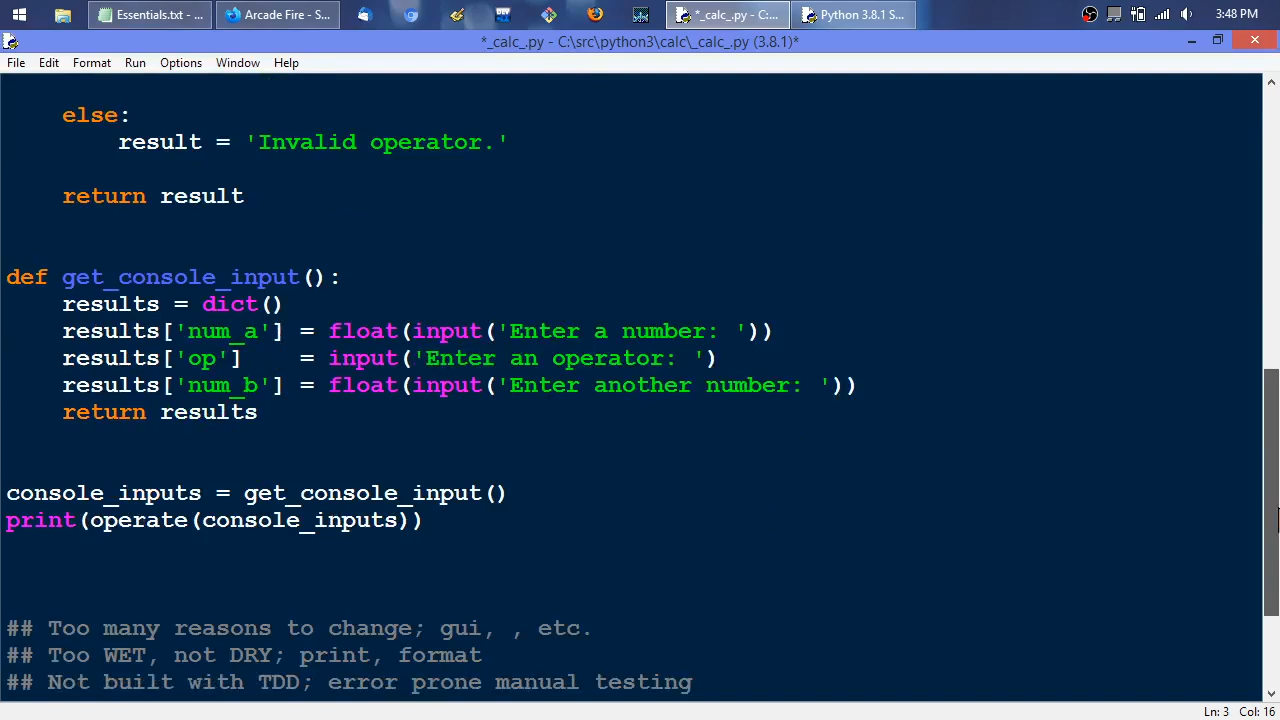 Essentials.txt - ...
Arcade Fire - S...
*_calc_.py - C:...
Python 3.8.1 S...
3:48 PM
*_calc_.py - C:\src\python3\calc\_calc_.py (3.8.1)*
File Edit Format Run Options Window Help
else:
result = 'Invalid operator.'
return result
def get_console_input():
results = dict()
results['num_a'] = float(input('Enter a number: '))
results['op'] = input('Enter an operator: ')
results['num_b'] = float(input('Enter another number: '))
return results
console_inputs = get_console_input()
print(operate(console_inputs))
## Too many reasons to change; gui, , etc.
## Too WET, not DRY; print, format
## Not built with TDD; error prone manual testing
Ln: 3 Col: 16